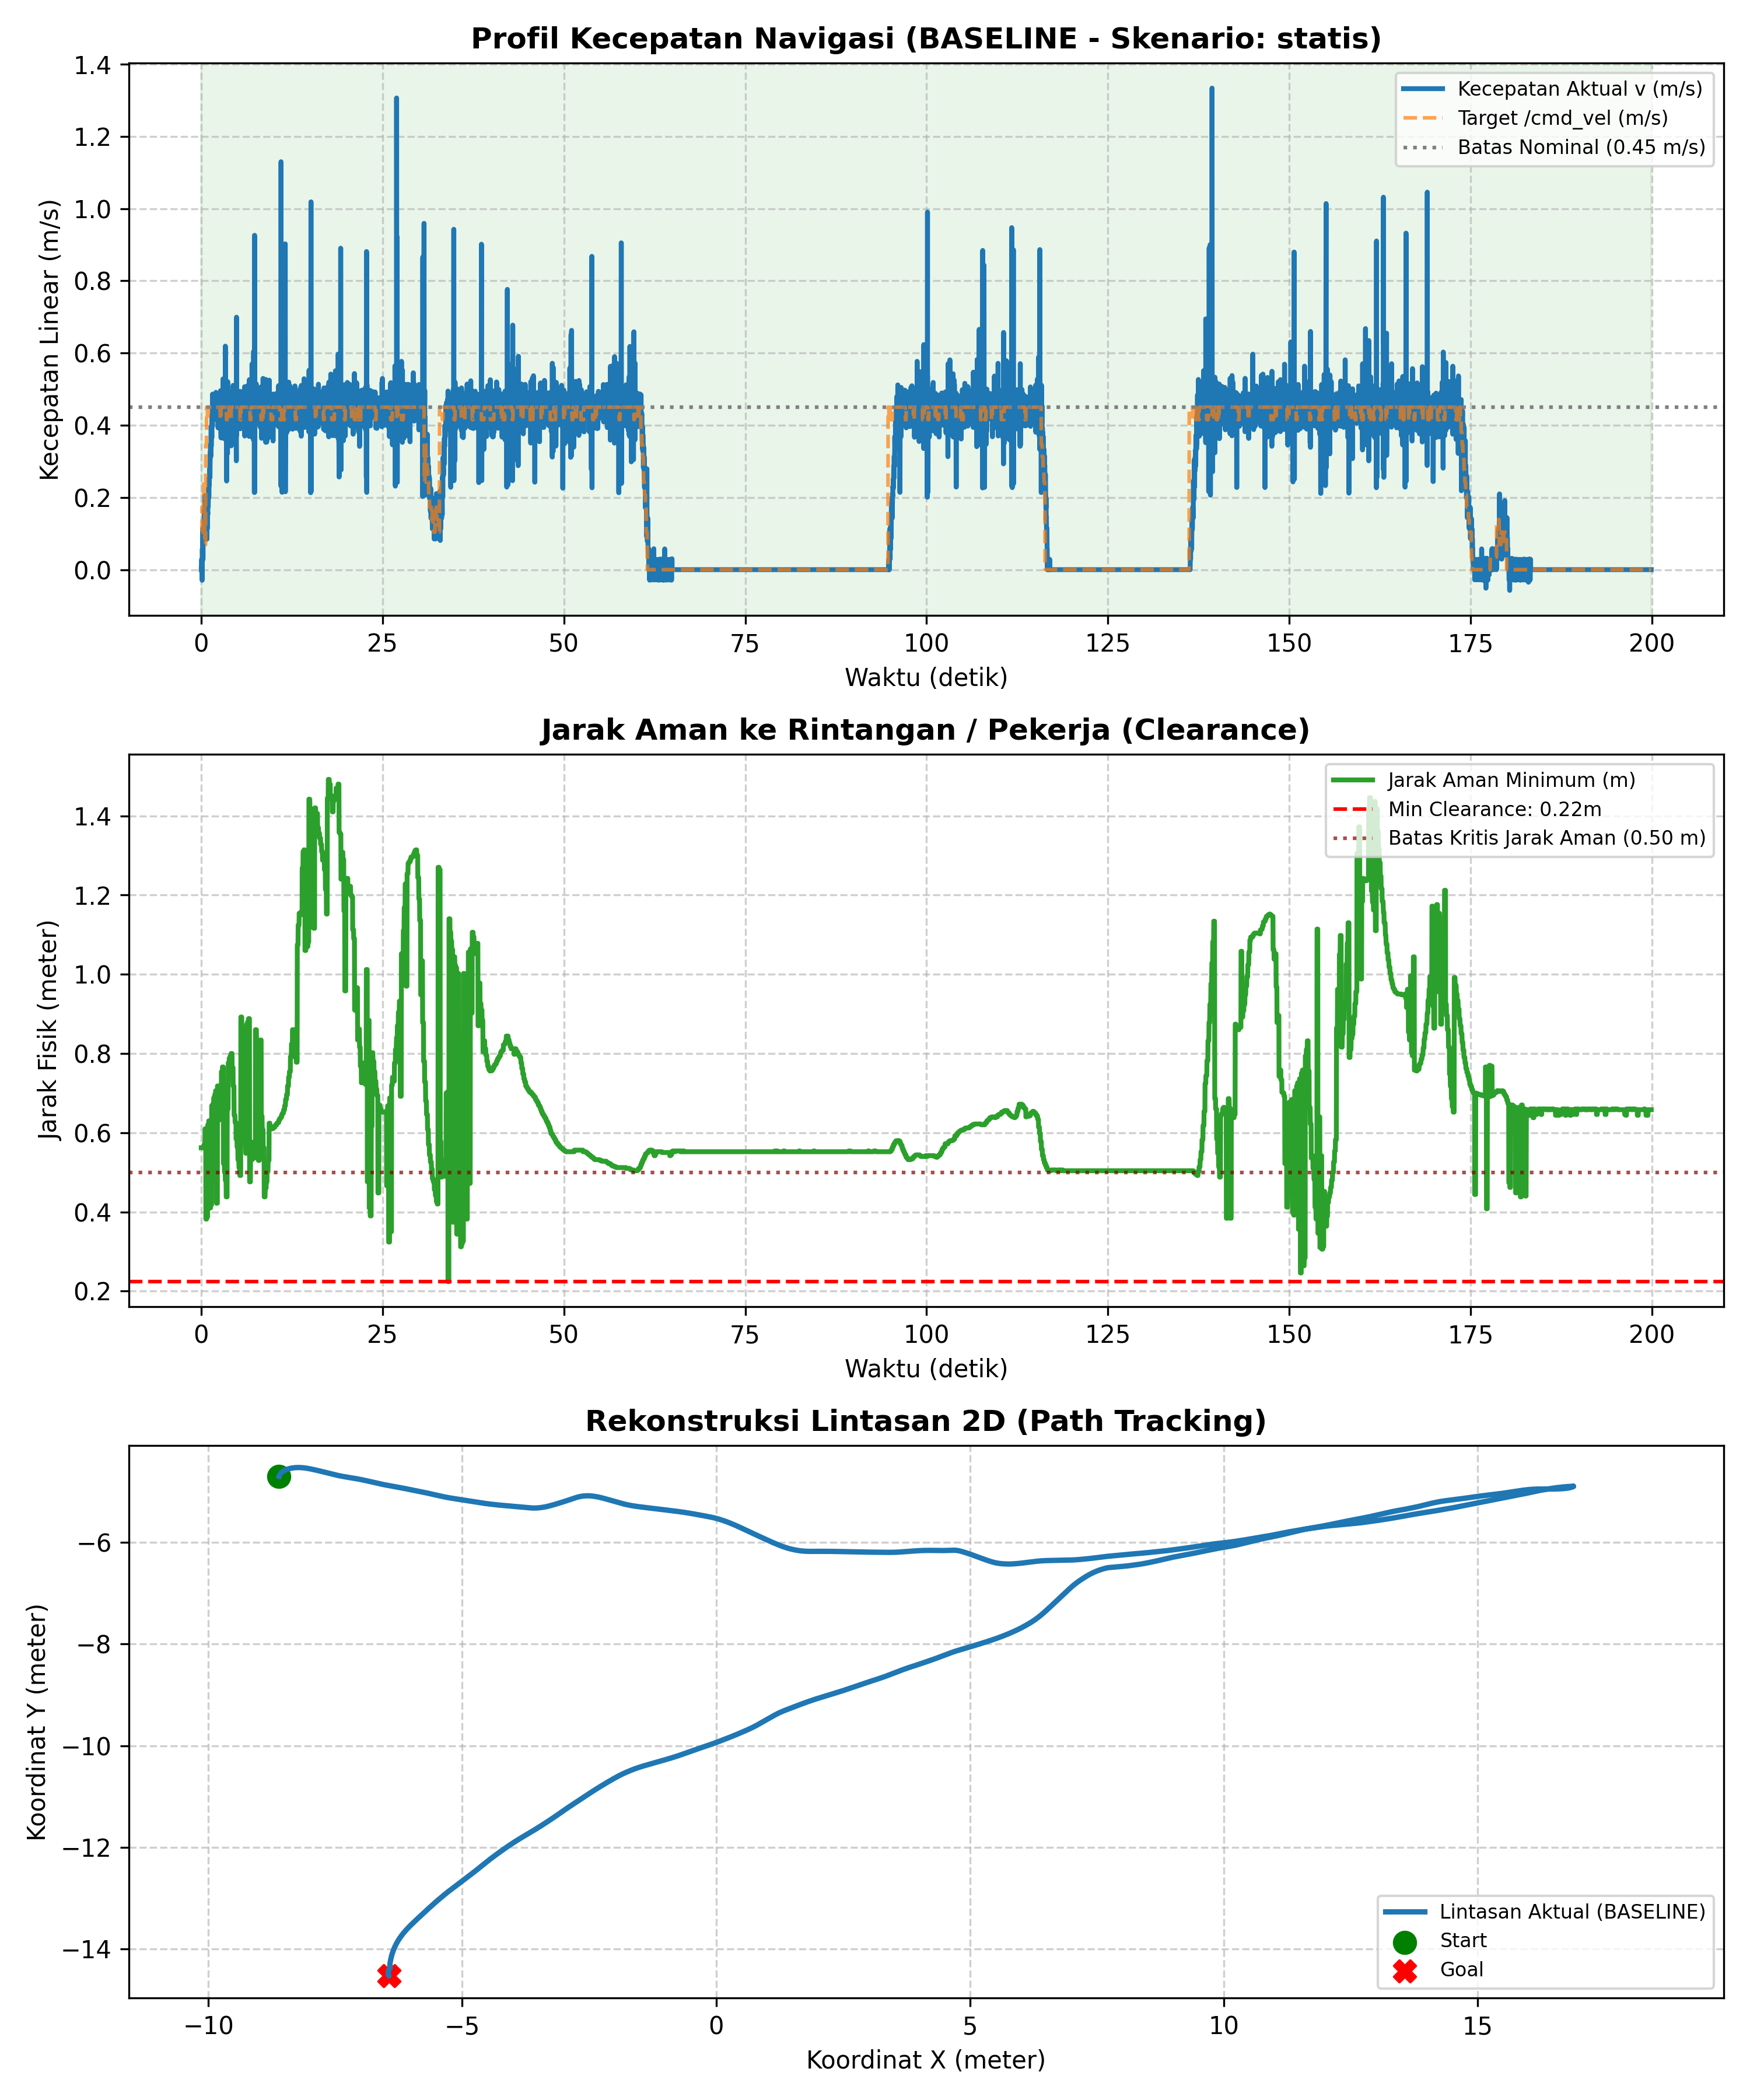 Profil Kecepatan Navigasi (BASELINE - Skenario: statis)
Kecepatan Linear (m/s)
1.4
1.2
1.0
0.8
0.6
0.4
0.2
0.0
Kecepatan Aktual v (m/s)
Target /cmd_vel (m/s)
Batas Nominal (0.45 m/s)
0 25 50 75 100 125 150 175 200
Waktu (detik)
Jarak Aman ke Rintangan / Pekerja (Clearance)
Jarak Fisik (meter)
1.4
1.2
1.0
0.8
0.6
0.4
0.2
Jarak Aman Minimum (m)
Min Clearance: 0.22m
Batas Kritis Jarak Aman (0.50 m)
0 25 50 75 100 125 150 175 200
Waktu (detik)
Rekonstruksi Lintasan 2D (Path Tracking)
Koordinat Y (meter)
−6
−8
−10
−12
−14
Lintasan Aktual (BASELINE)
Start
Goal
−10 −5 0 5 10 15
Koordinat X (meter)